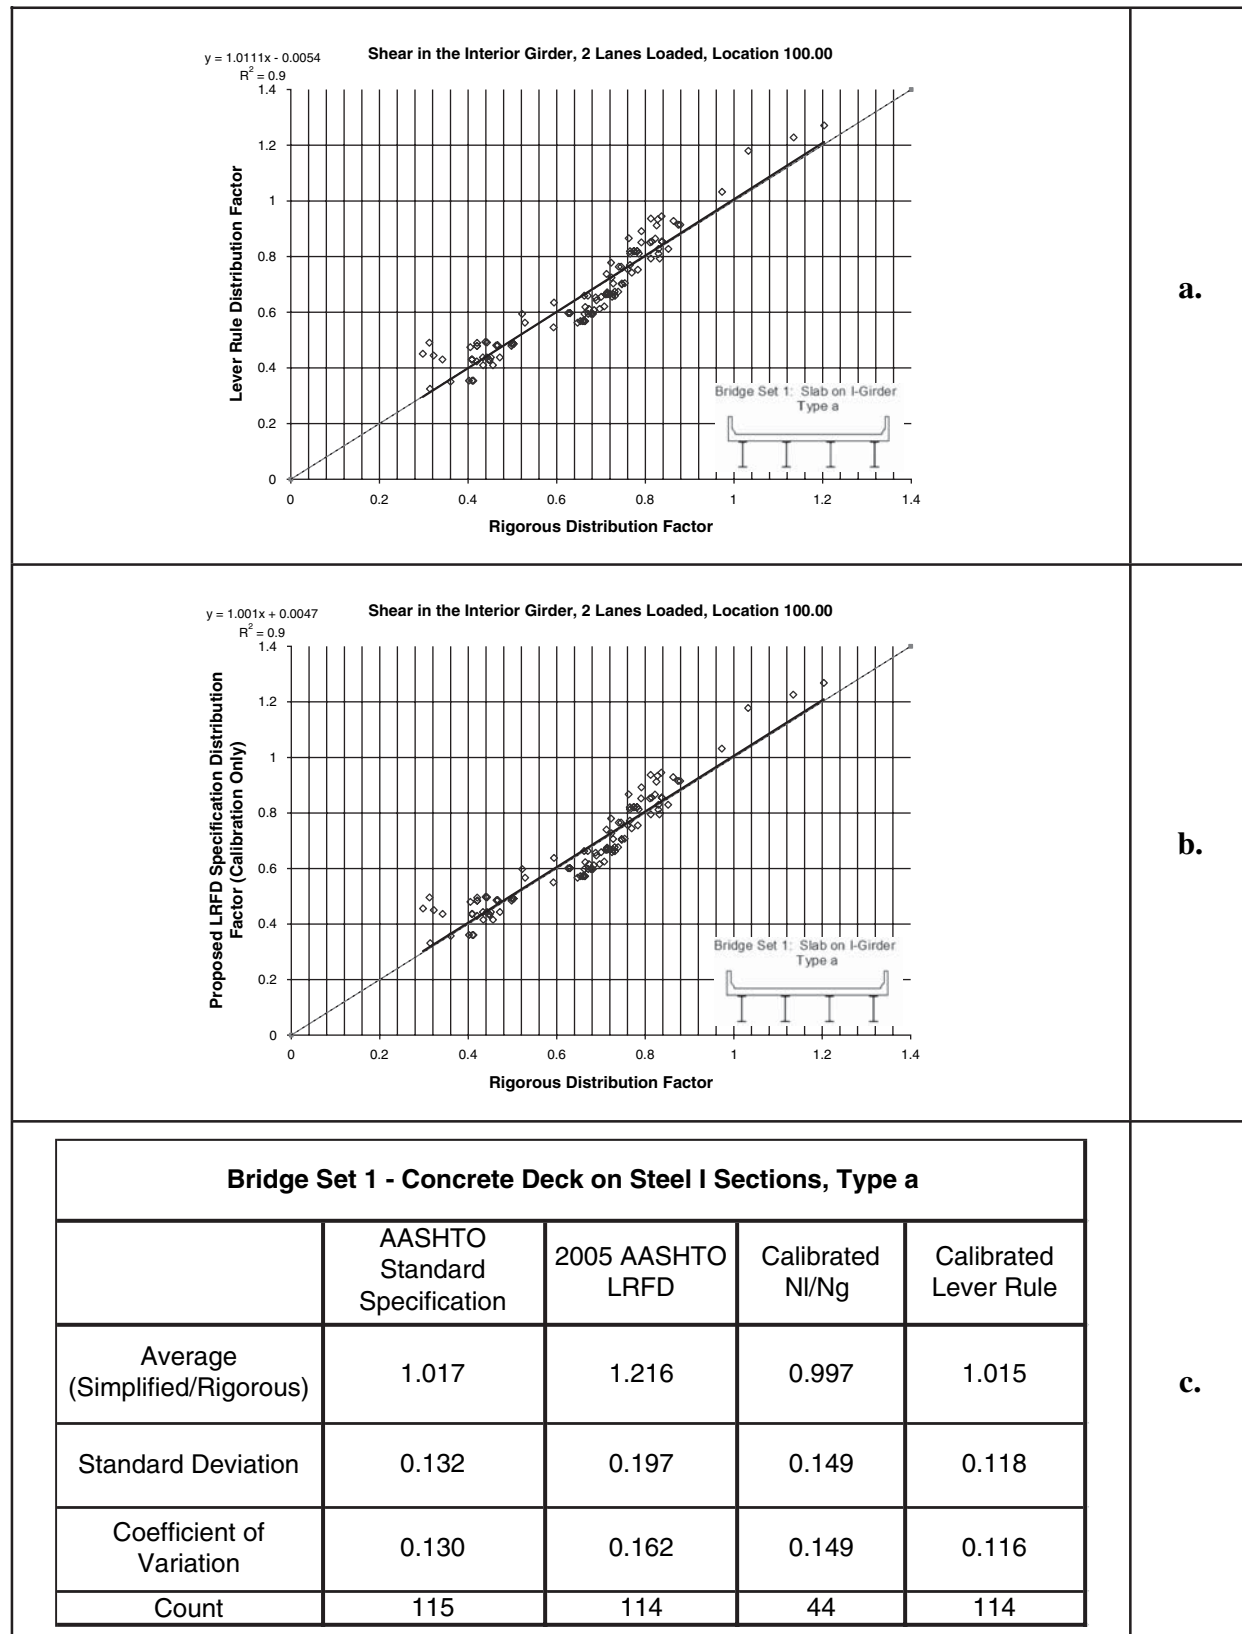 y = 1.0111x - 0.0054
R2 = 0.9
Shear in the Interior Girder, 2 Lanes Loaded, Location 100.00
Lever Rule Distribution Factor
1.4
1.2
1
0.8
0.6
0.4
0.2
0
0 0.2 0.4 0.6 0.8 1 1.2 1.4
Rigorous Distribution Factor
Bridge Set 1: Slab on I-Girder
Type a
a.
y = 1.001x + 0.0047
R2 = 0.9
Shear in the Interior Girder, 2 Lanes Loaded, Location 100.00
Proposed LRFD Specification Distribution
Factor (Calibration Only)
1.4
1.2
1
0.8
0.6
0.4
0.2
0
0 0.2 0.4 0.6 0.8 1 1.2 1.4
Rigorous Distribution Factor
Bridge Set 1: Slab on I-Girder
Type a
b.
Bridge Set 1 - Concrete Deck on Steel I Sections, Type a
AASHTO
Standard
Specification
2005 AASHTO
LRFD
Calibrated
Nl/Ng
Calibrated
Lever Rule
Average
(Simplified/Rigorous)
1.017 1.216 0.997 1.015
Standard Deviation 0.132 0.197 0.149 0.118
Coefficient of
Variation
0.130 0.162 0.149 0.116
Count 115 114 44 114
c.